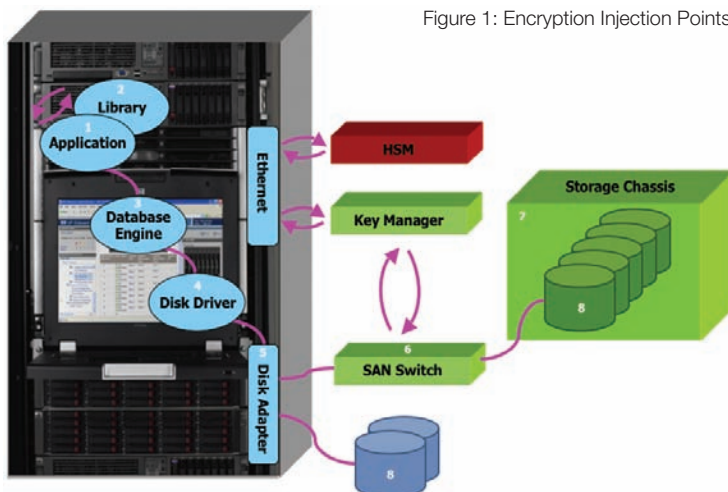 Figure 1: Encryption Injection Points
2
Library
1
Application
3
Database
Engine
4
Disk Driver
5
Disk Adapter
Ethernet
HSM
Key Manager
6
SAN Switch
Storage Chassis
7
8
8